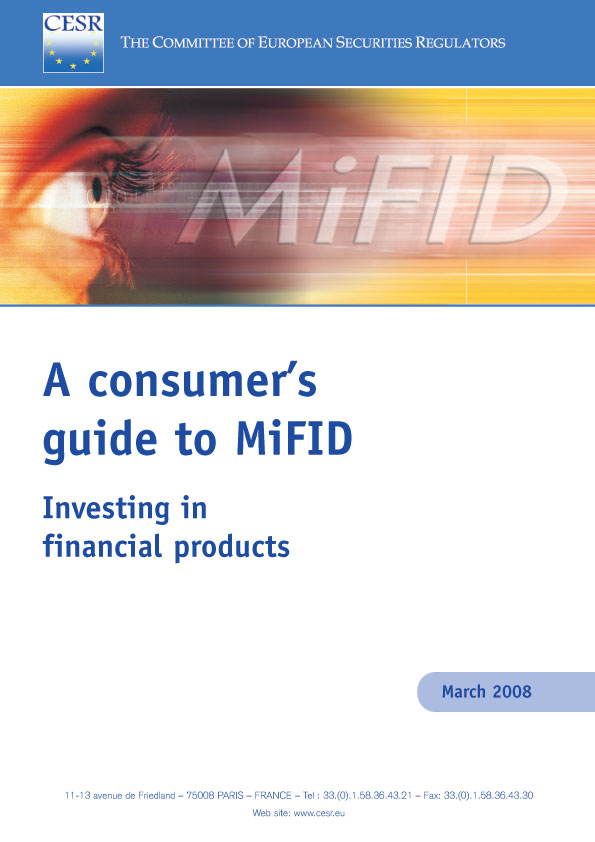 CESR
THE COMMITTEE OF EUROPEAN SECURITIES REGULATORS
MiFID
A consumer's
guide to MiFID
Investing in
financial products
March 2008
11-13 avenue de Friedland – 75008 PARIS – FRANCE – Tel : 33.(0).1.58.36.43.21 – Fax: 33.(0).1.58.36.43.30
Web site: www.cesr.eu